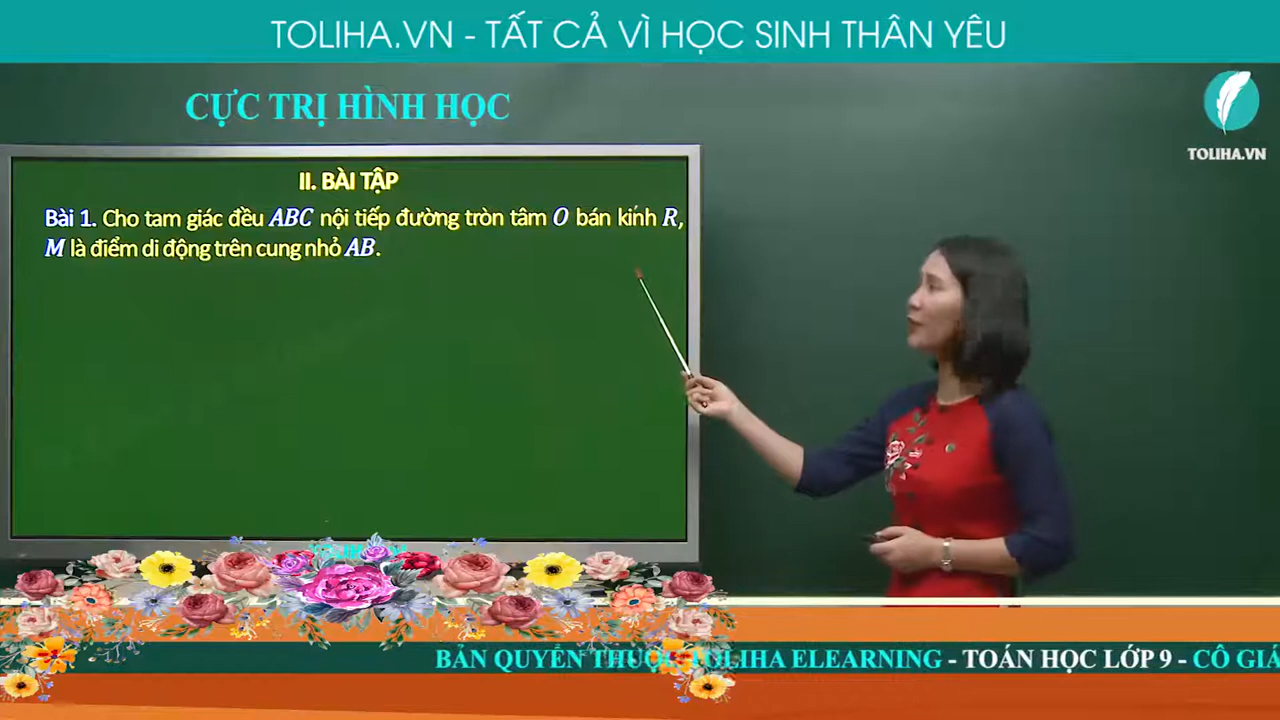 TOLIHA.VN - TẤT CẢ VÌ HỌC SINH THÂN YÊU
CỰC TRỊ HÌNH HỌC
TOLIHA.VN
II. BÀI TẬP
Bài 1. Cho tam giác đều ABC nội tiếp đường tròn tâm O bán kính R,
M là điểm di động trên cung nhỏ AB.
BẢN QUYỀN THUỘC TOLIHA ELEARNING - TOÁN HỌC LỚP 9 - CÔ GIÁ